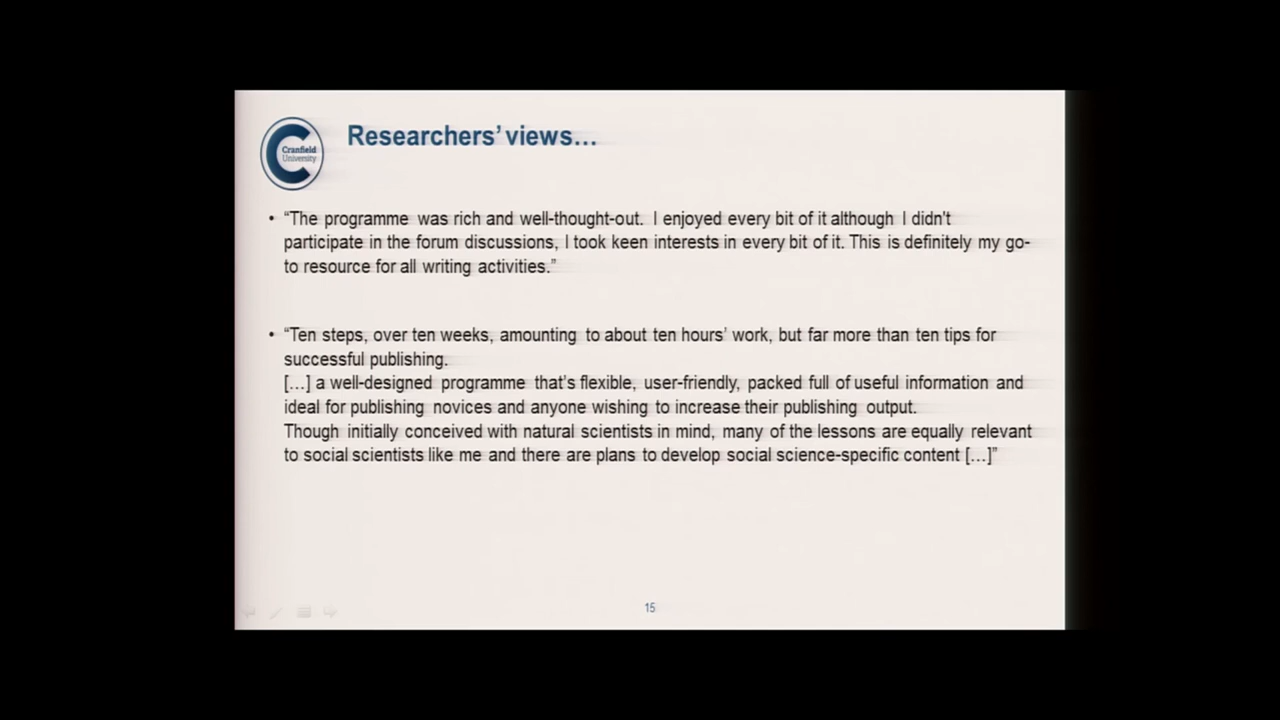 Cranfield
University
Researchers’ views…
• “The programme was rich and well-thought-out. I enjoyed every bit of it although I didn't
participate in the forum discussions, I took keen interests in every bit of it. This is definitely my go-
to resource for all writing activities.”
• “Ten steps, over ten weeks, amounting to about ten hours’ work, but far more than ten tips for
successful publishing.
[…] a well-designed programme that’s flexible, user-friendly, packed full of useful information and
ideal for publishing novices and anyone wishing to increase their publishing output.
Though initially conceived with natural scientists in mind, many of the lessons are equally relevant
to social scientists like me and there are plans to develop social science-specific content […]”
15